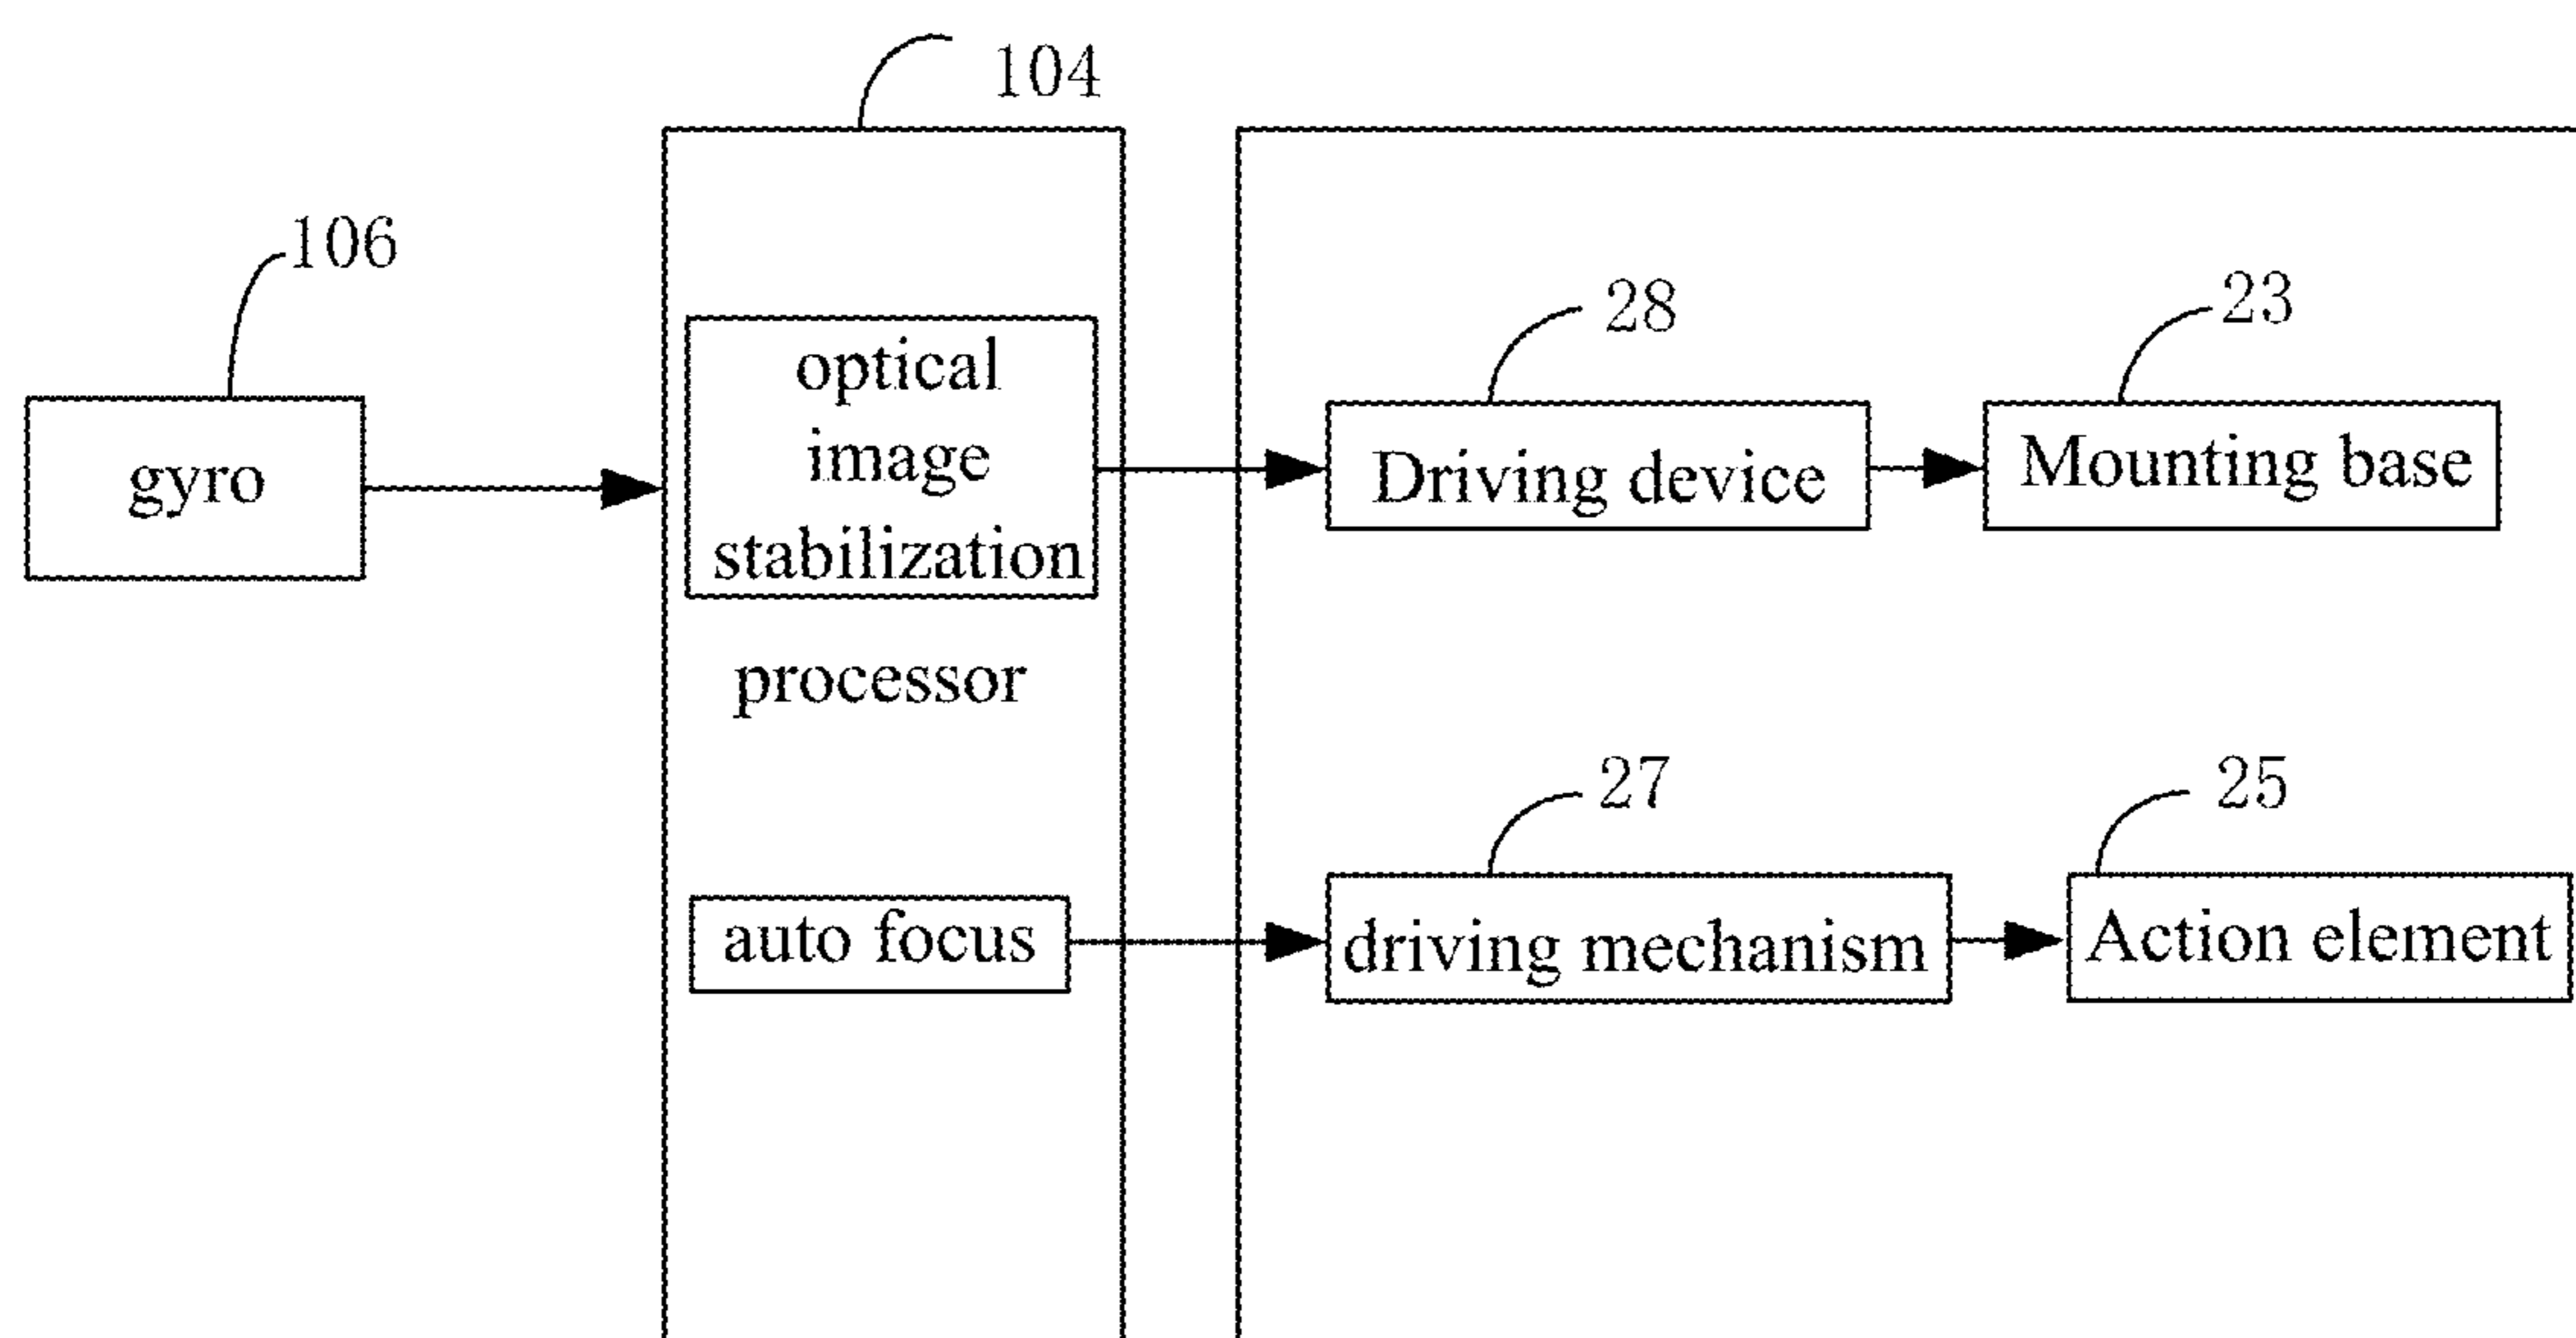 104
106
28
23
gyro
optical
image
stabilization
Driving device
Mounting base
processor
27
25
auto focus
driving mechanism
Action element